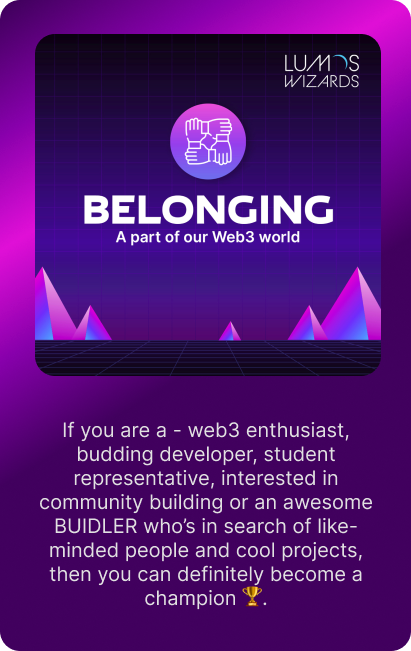 LUMOS
WIZARDS
BELONGING
A part of our Web3 world
If you are a - web3 enthusiast,
budding developer, student
representative, interested in
community building or an awesome
BUIDLER who's in search of like-
minded people and cool projects,
then you can definitely become a
champion 🏆.